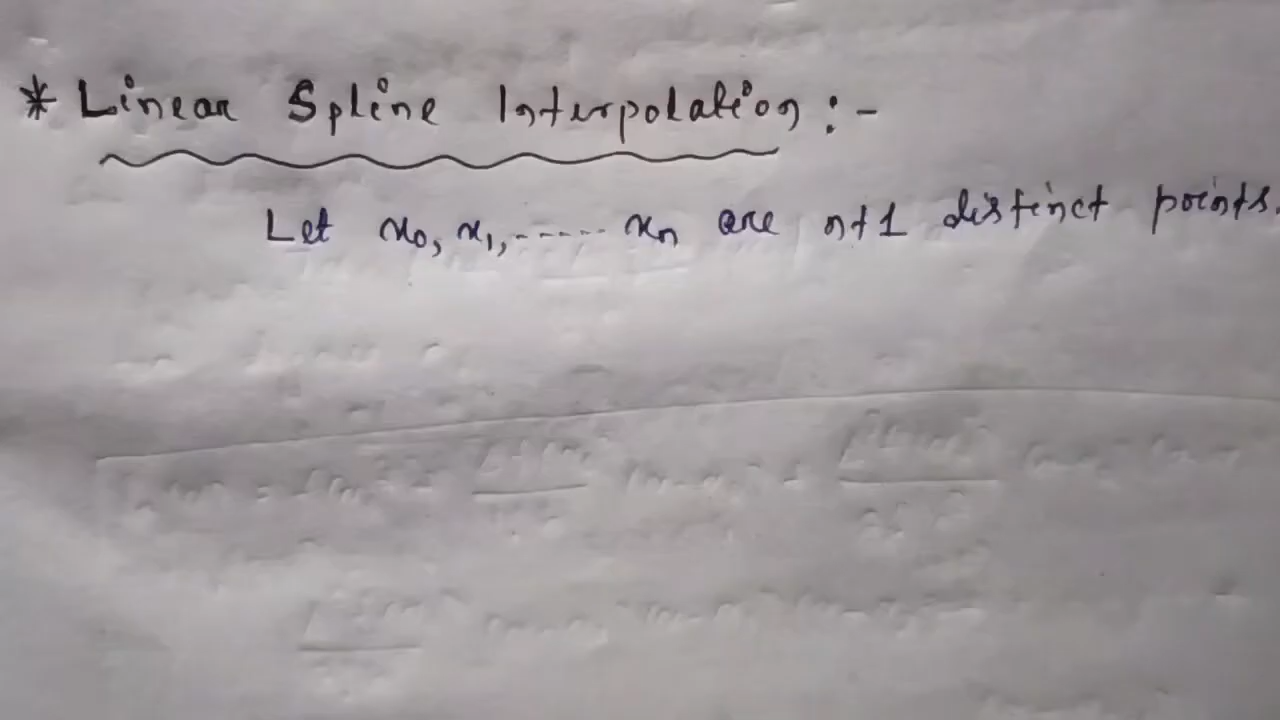 * Linear Spline Interpolation :-
Let x₀, x₁,------ xₙ are n+1 distinct points.